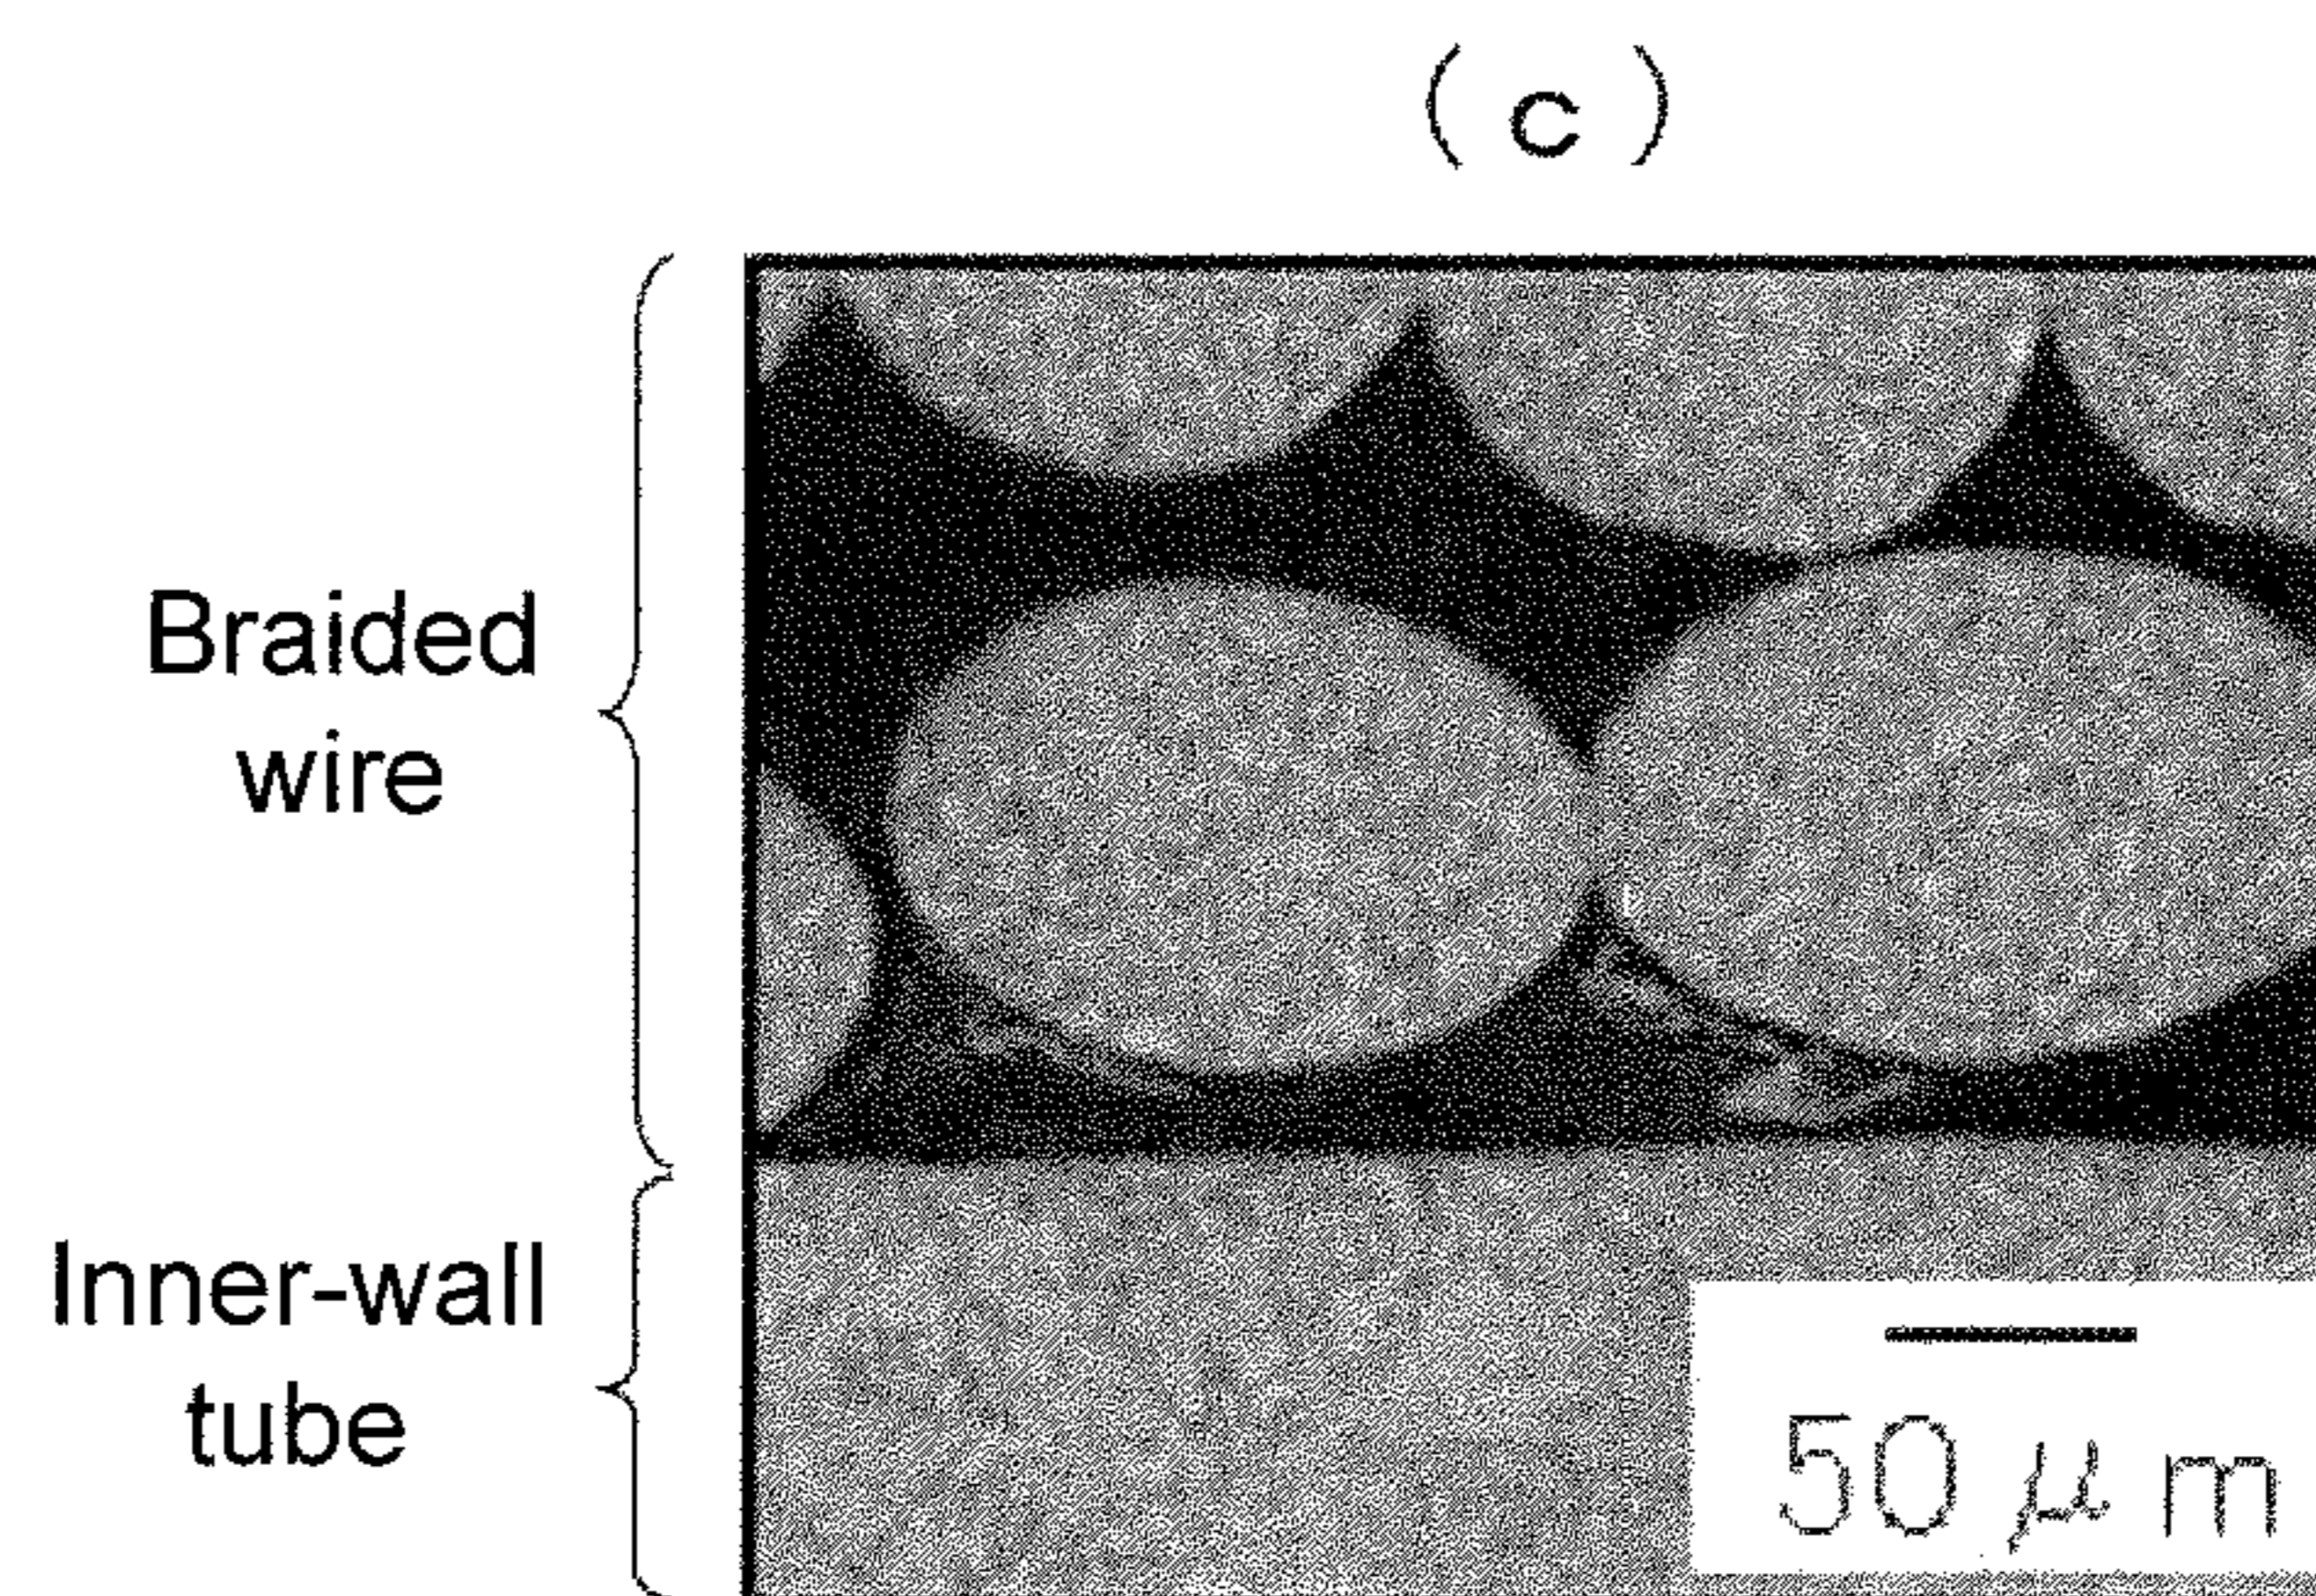 (c)
Braided
wire
Inner-wall
tube
50 μm